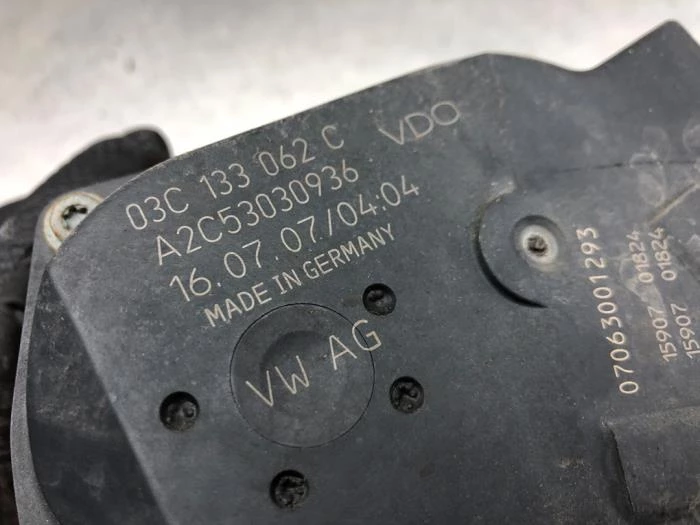 03C 133 062 C VDO
A2C53030936
16.07.07/04:04
MADE IN GERMANY
VW AG
07063001293
15907 01824
15907 01824